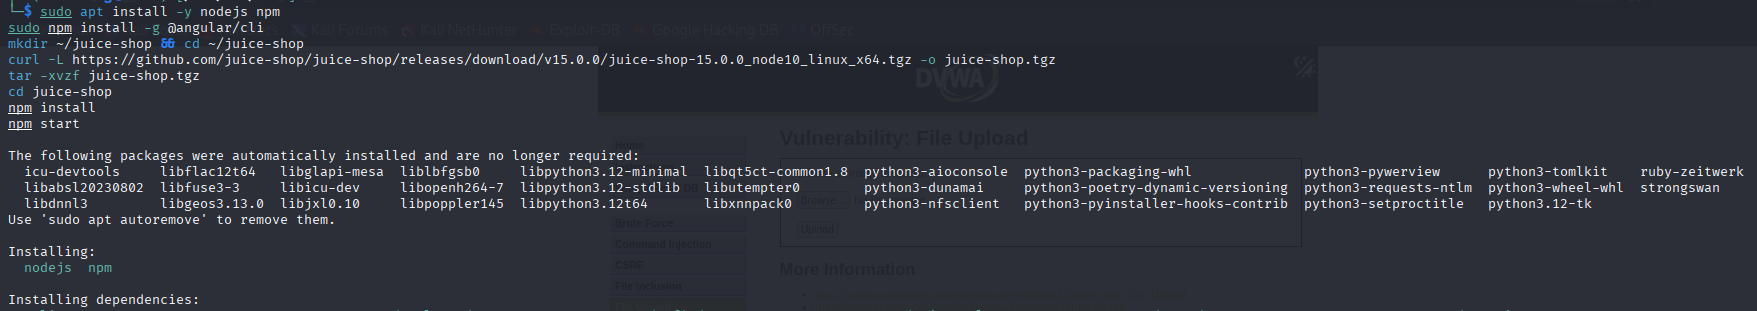 └─$ sudo apt install -y nodejs npm
sudo npm install -g @angular/cli
Kali Forums Kali NetHunter Exploit-DB Google Hacking DB OffSec
mkdir ~/juice-shop && cd ~/juice-shop
curl -L https://github.com/juice-shop/juice-shop/releases/download/v15.0.0/juice-shop-15.0.0_node10_linux_x64.tgz -o juice-shop.tgz
tar -xvzf juice-shop.tgz
DVWA
cd juice-shop
npm install
npm start
Vulnerability: File Upload
Home
The following packages were automatically installed and are no longer required:
icu-devtools libflac12t64 libglapi-mesa liblbfgsb0 libpython3.12-minimal libqt5ct-common1.8 python3-aioconsole python3-packaging-whl python3-pywerview python3-tomlkit ruby-zeitwerk
libabsl20230802 libfuse3-3 libicu-dev libopenh264-7 libpython3.12-stdlib libutempter0 python3-dunamai python3-poetry-dynamic-versioning python3-requests-ntlm python3-wheel-whl strongswan
libdnnl3 libgeos3.13.0 libjxl0.10 libpoppler145 libpython3.12t64 libxnnpack0 python3-nfsclient python3-pyinstaller-hooks-contrib python3-setproctitle python3.12-tk
Browse...
Use 'sudo apt autoremove' to remove them.
Brute Force
Upload
Command Injection
Installing:
nodejs npm
CSRF
More Information
File Inclusion
Installing dependencies: